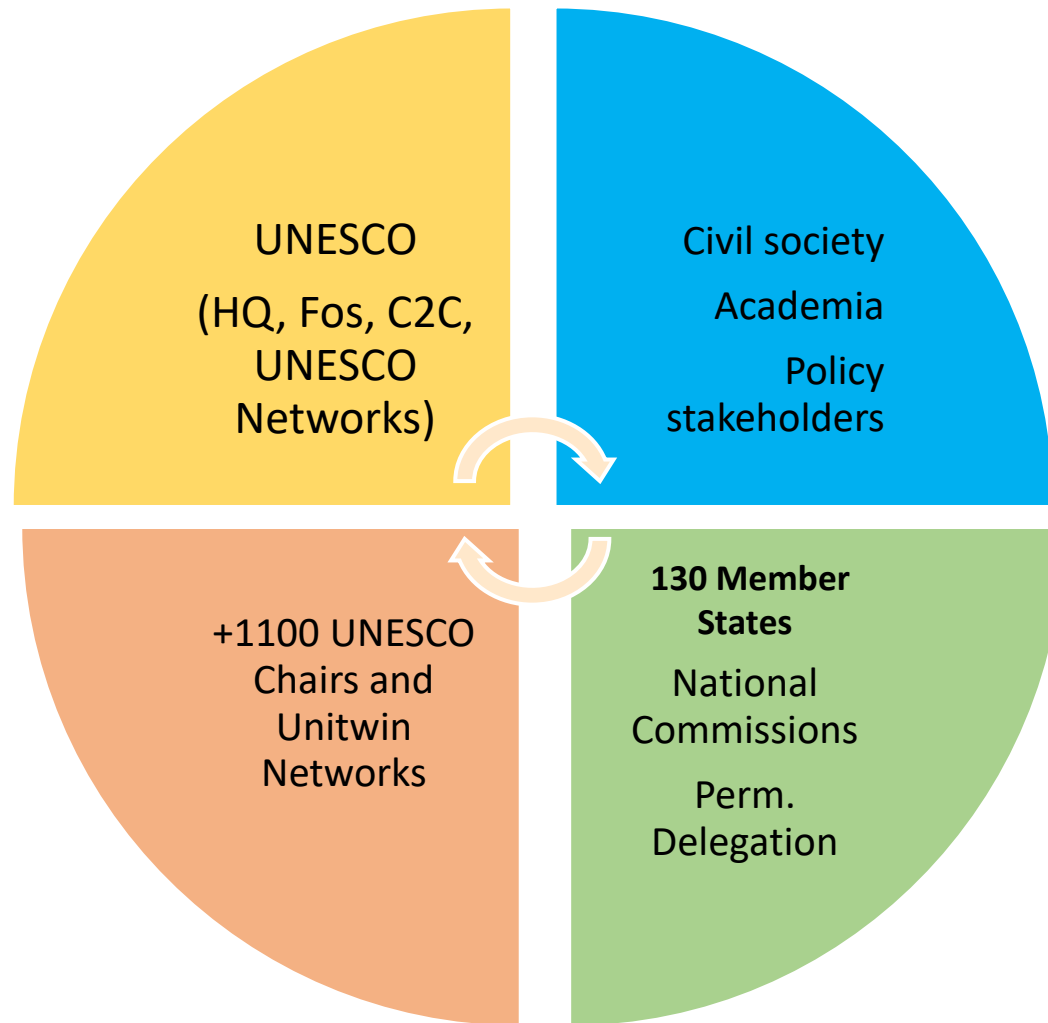 UNESCO
(HQ, Fos, C2C,
UNESCO
Networks)
Civil society
Academia
Policy
stakeholders
+1100 UNESCO
Chairs and
Unitwin
Networks
130 Member
States
National
Commissions
Perm.
Delegation